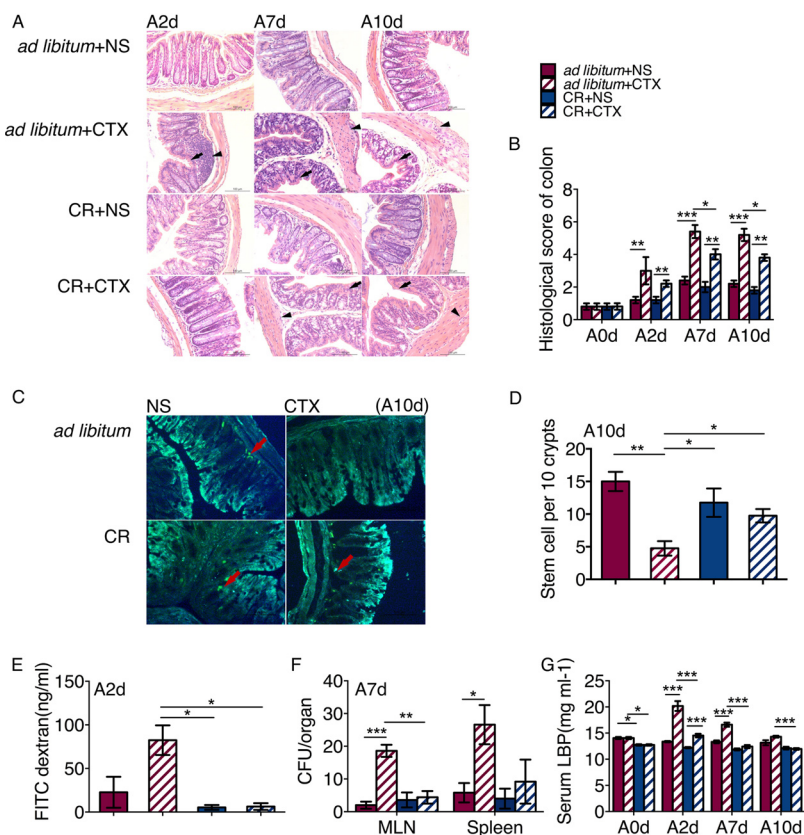 A
A2d A7d A10d
ad libitum+NS
ad libitum+CTX
CR+NS
CR+CTX
ad libitum+NS
ad libitum+CTX
CR+NS
CR+CTX
B
Histological score of colon
8
6
4
2
0
** ** *** * ** *** * **
A0d A2d A7d A10d
C
NS CTX (A10d)
ad libitum
CR
D
A10d
Stem cell per 10 crypts
20
15
10
5
0
** * *
E
A2d
FITC dextran(ng/ml)
150
100
50
0
* *
F
A7d
CFU/organ
40
30
20
10
0
*** ** *
MLN Spleen
G
Serum LBP(mg ml-1)
25
20
15
10
5
0
* * *** *** *** *** *** ***
A0d A2d A7d A10d